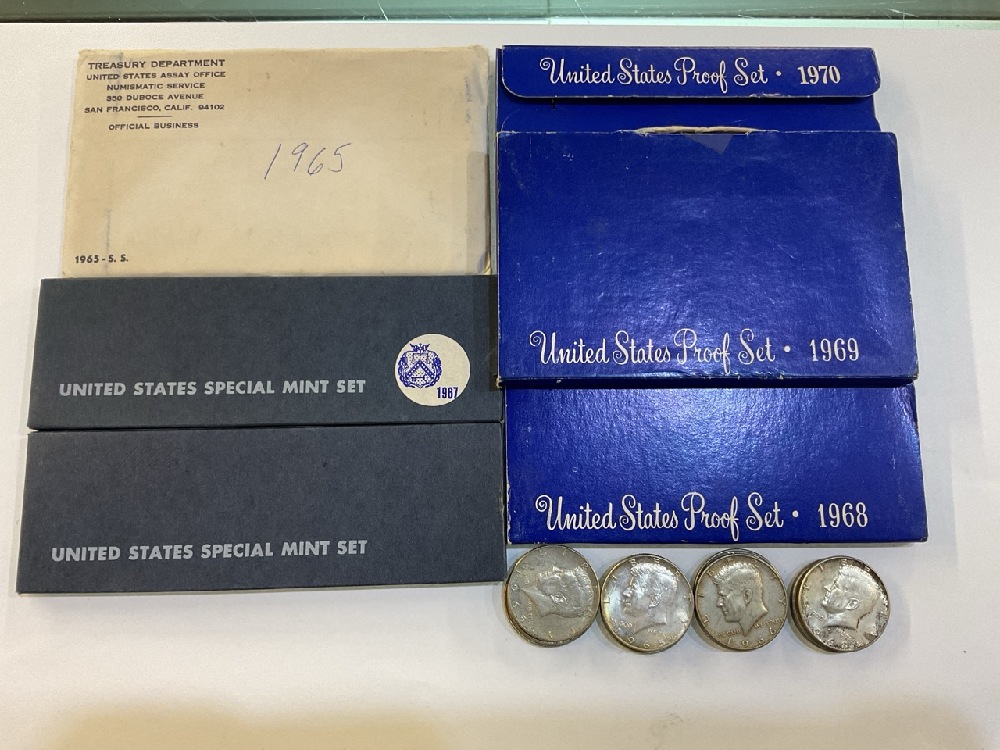 TREASURY DEPARTMENT
UNITED STATES ASSAY OFFICE
NUMISMATIC SERVICE
350 DUBOCE AVENUE
SAN FRANCISCO, CALIF. 94102
OFFICIAL BUSINESS
1965
1965 - S. S.
UNITED STATES SPECIAL MINT SET
1967
UNITED STATES SPECIAL MINT SET
United States Proof Set • 1970
United States Proof Set • 1969
United States Proof Set • 1968